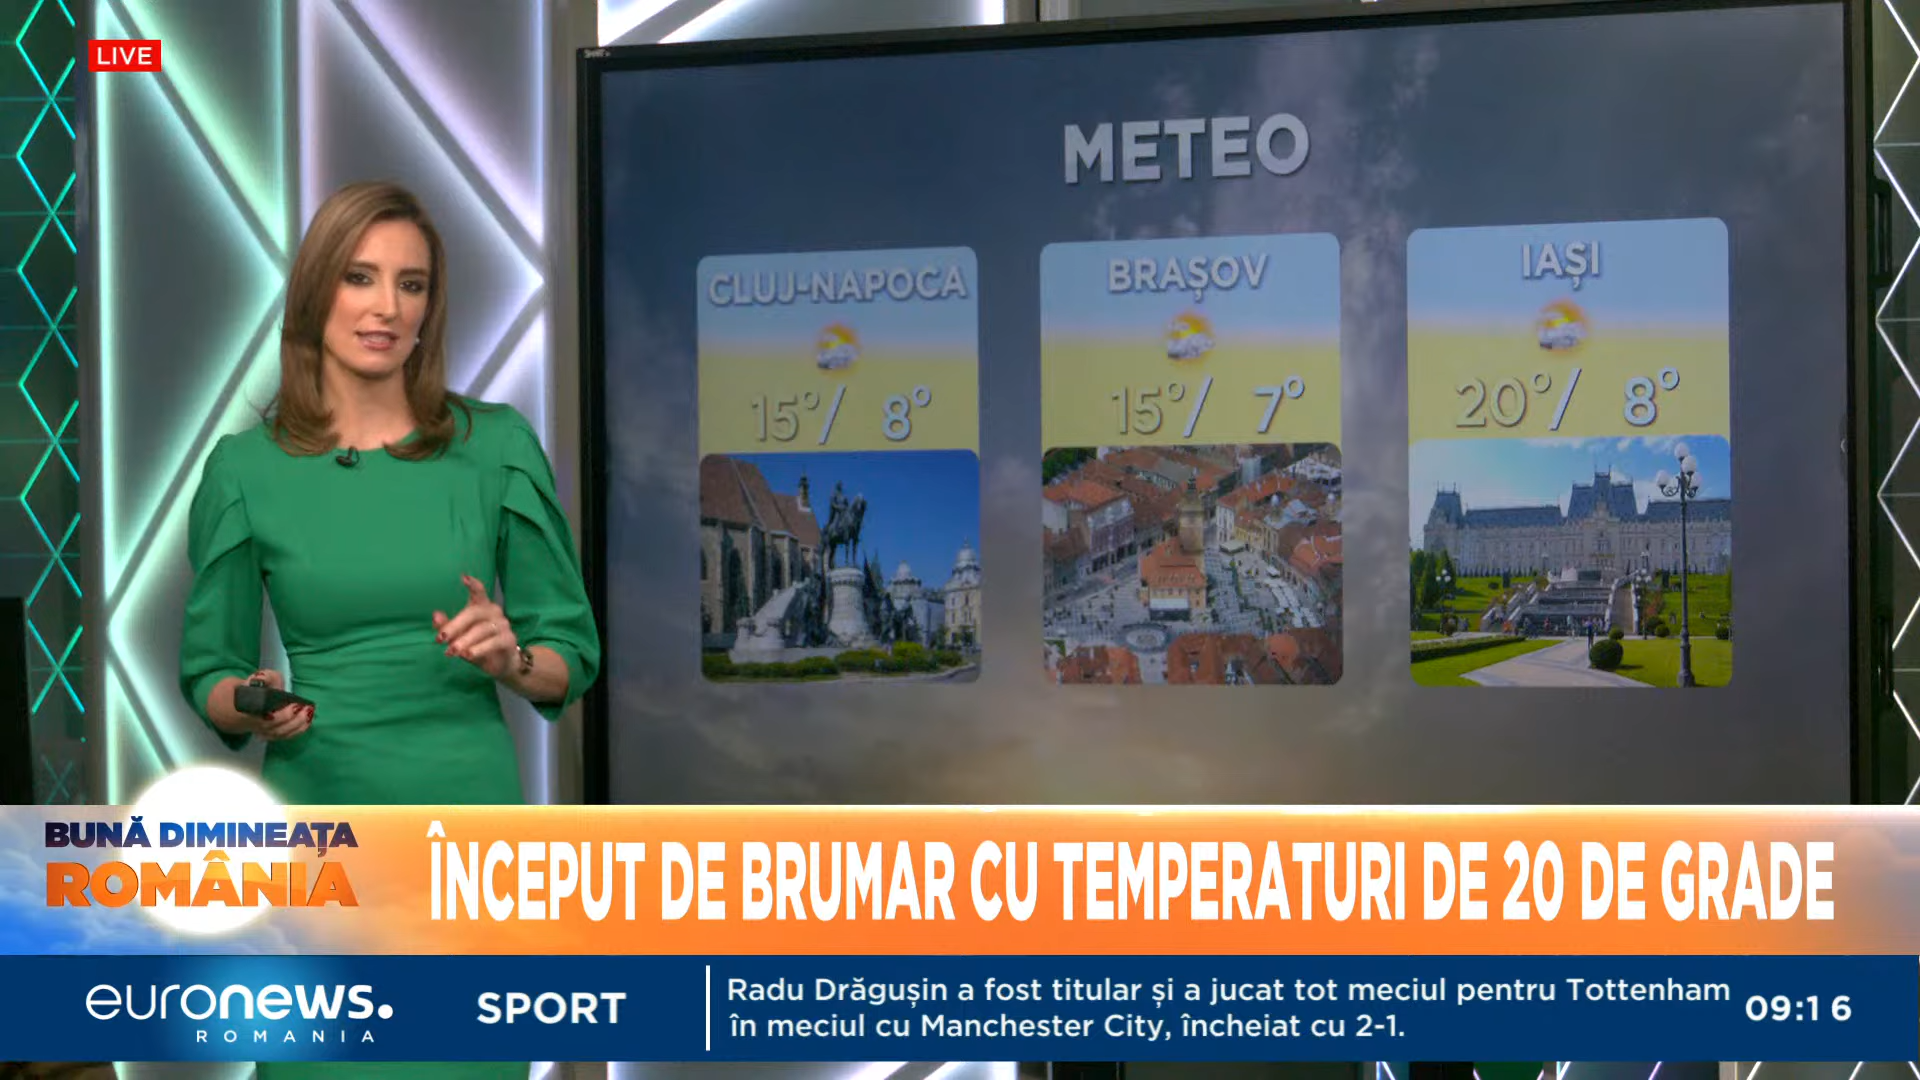 LIVE
METEO
CLUJ-NAPOCA
15°/ 8°
BRAȘOV
15°/ 7°
IAȘI
20°/ 8°
BUNĂ DIMINEAȚA
ROMÂNIA
ÎNCEPUT DE BRUMAR CU TEMPERATURI DE 20 DE GRADE
euronews.
ROMANIA
SPORT
Radu Drăgușin a fost titular și a jucat tot meciul pentru Tottenham
în meciul cu Manchester City, încheiat cu 2-1.
09:16